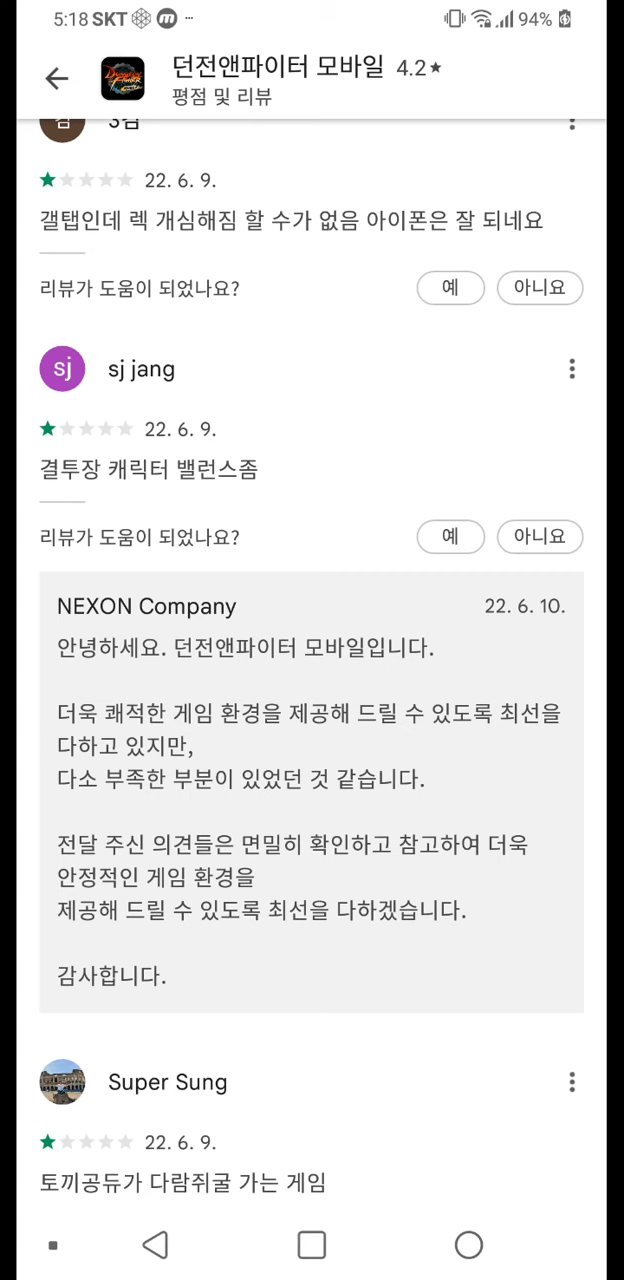 5:18 SKT m ··· 94%
던전앤파이터 모바일 4.2★
평점 및 리뷰
김 3김
22. 6. 9.
갤탭인데 렉 개심해짐 할 수가 없음 아이폰은 잘 되네요
리뷰가 도움이 되었나요? 예 아니요
sj sj jang
22. 6. 9.
결투장 캐릭터 밸런스좀
리뷰가 도움이 되었나요? 예 아니요
NEXON Company 22. 6. 10.
안녕하세요. 던전앤파이터 모바일입니다.
더욱 쾌적한 게임 환경을 제공해 드릴 수 있도록 최선을
다하고 있지만,
다소 부족한 부분이 있었던 것 같습니다.
전달 주신 의견들은 면밀히 확인하고 참고하여 더욱
안정적인 게임 환경을
제공해 드릴 수 있도록 최선을 다하겠습니다.
감사합니다.
Super Sung
22. 6. 9.
토끼공듀가 다람쥐굴 가는 게임